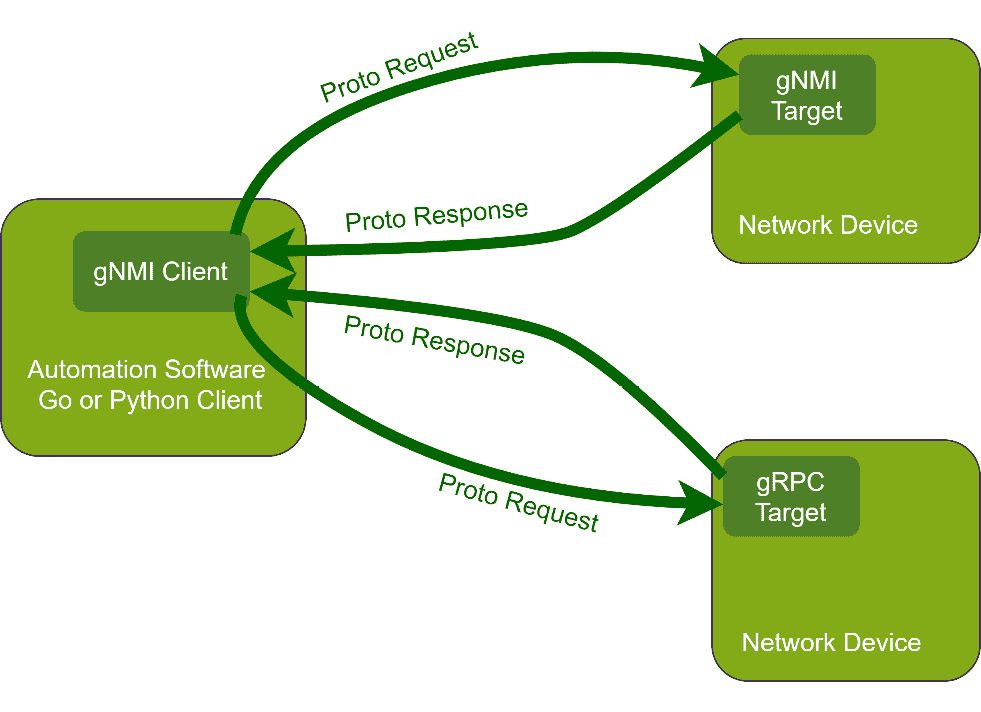 Proto Request
gNMI
Target
Network Device
Proto Response
gNMI Client
Automation Software
Go or Python Client
Proto Response
Proto Request
gRPC
Target
Network Device